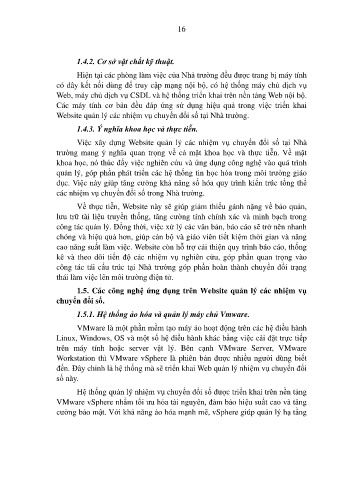 16
1.4.2. Cơ sở vật chất kỹ thuật.
Hiện tại các phòng làm việc của Nhà trường đều được trang bị máy tính
có dây kết nối dùng để truy cập mạng nội bộ, có hệ thống máy chủ dịch vụ
Web, máy chủ dịch vụ CSDL và hệ thống triển khai trên nền tảng Web nội bộ.
Các máy tính cơ bản đều đáp ứng sử dụng hiệu quả trong việc triển khai
Website quản lý các nhiệm vụ chuyển đổi số tại Nhà trường.
1.4.3. Ý nghĩa khoa học và thực tiễn.
Việc xây dựng Website quản lý các nhiệm vụ chuyển đổi số tại Nhà
trường mang ý nghĩa quan trọng về cả mặt khoa học và thực tiễn. Về mặt
khoa học, nó thúc đẩy việc nghiên cứu và ứng dụng công nghệ vào quá trình
quản lý, góp phần phát triển các hệ thống tin học hóa trong môi trường giáo
dục. Việc này giúp tăng cường khả năng số hóa quy trình kiến trúc tổng thể
các nhiệm vụ chuyển đổi số trong Nhà trường.
Về thực tiễn, Website này sẽ giúp giảm thiểu gánh nặng về bảo quản,
lưu trữ tài liệu truyền thống, tăng cường tính chính xác và minh bạch trong
công tác quản lý. Đồng thời, việc xử lý các văn bản, báo cáo sẽ trở nên nhanh
chóng và hiệu quả hơn, giúp cán bộ và giáo viên tiết kiệm thời gian và nâng
cao năng suất làm việc. Website còn hỗ trợ cải thiện quy trình báo cáo, thống
kê và theo dõi tiến độ các nhiệm vụ nghiên cứu, góp phần quan trọng vào
công tác tái cấu trúc tại Nhà trường góp phần hoàn thành chuyển đổi trạng
thái làm việc lên môi trường điện tử.
1.5. Các công nghệ ứng dụng trên Website quản lý các nhiệm vụ
chuyển đổi số.
1.5.1. Hệ thống ảo hóa và quản lý máy chủ Vmware.
VMware là một phần mềm tạo máy ảo hoạt động trên các hệ điều hành
Linux, Windows, OS và một số hệ điều hành khác bằng việc cài đặt trực tiếp
trên máy tính hoặc server vật lý. Bên cạnh VMware Server, VMware
Workstation thì VMware vSphere là phiên bản được nhiều người dùng biết
đến. Đây chính là hệ thống mà sẽ triển khai Web quản lý nhiệm vụ chuyển đổi
số này.
Hệ thống quản lý nhiệm vụ chuyển đổi số được triển khai trên nền tảng
VMware vSphere nhằm tối ưu hóa tài nguyên, đảm bảo hiệu suất cao và tăng
cường bảo mật. Với khả năng ảo hóa mạnh mẽ, vSphere giúp quản lý hạ tầng